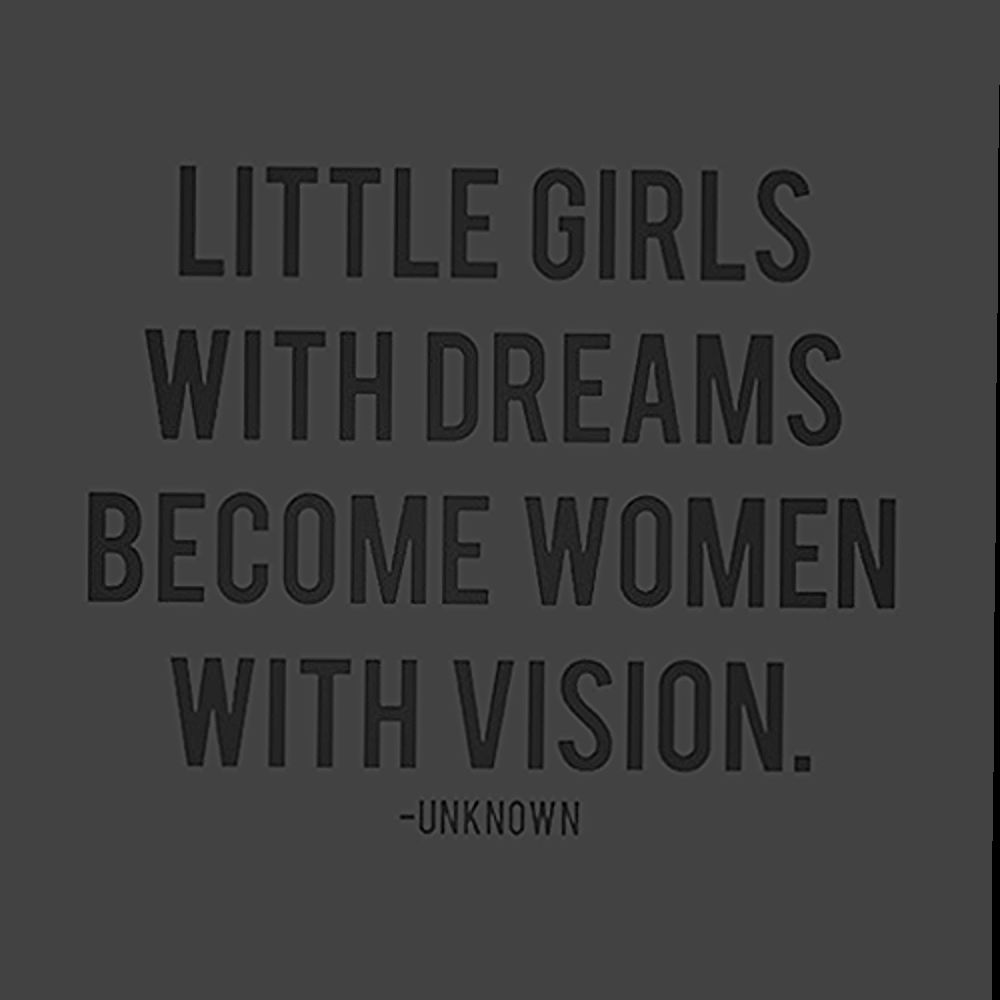 LITTLE GIRLS
WITH DREAMS
BECOME WOMEN
WITH VISION.
-UNKNOWN